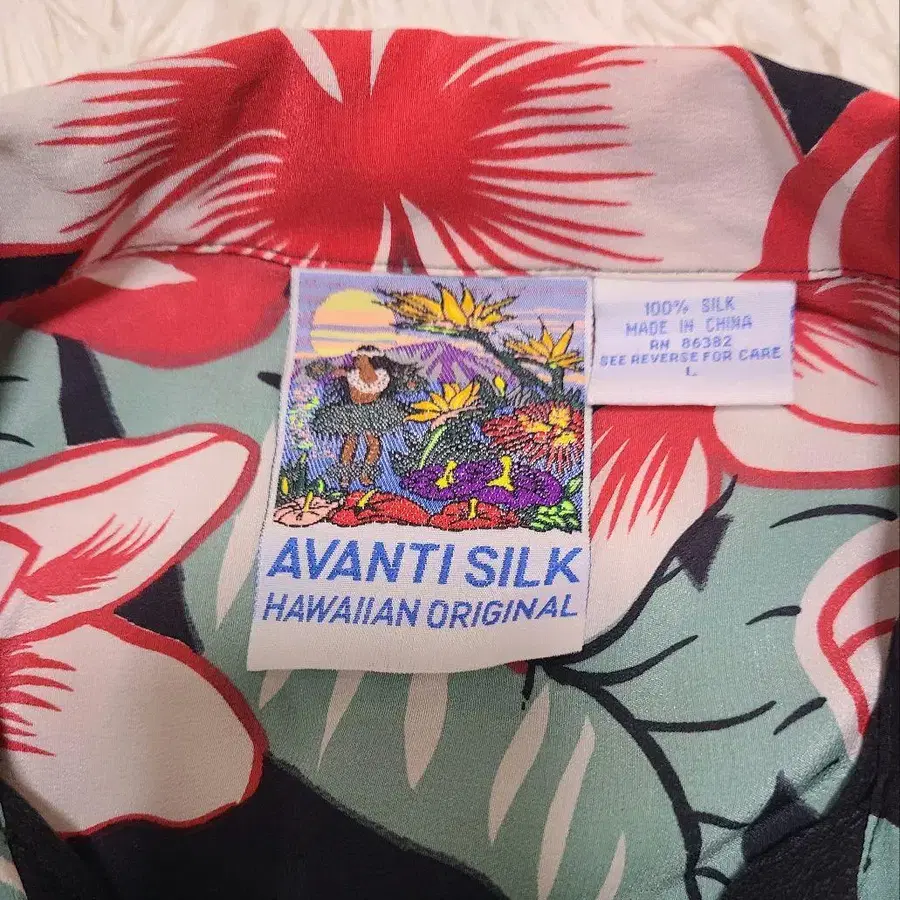 AVANTI SILK
HAWAIIAN ORIGINAL
100% SILK
MADE IN CHINA
RN 86382
SEE REVERSE FOR CARE
L